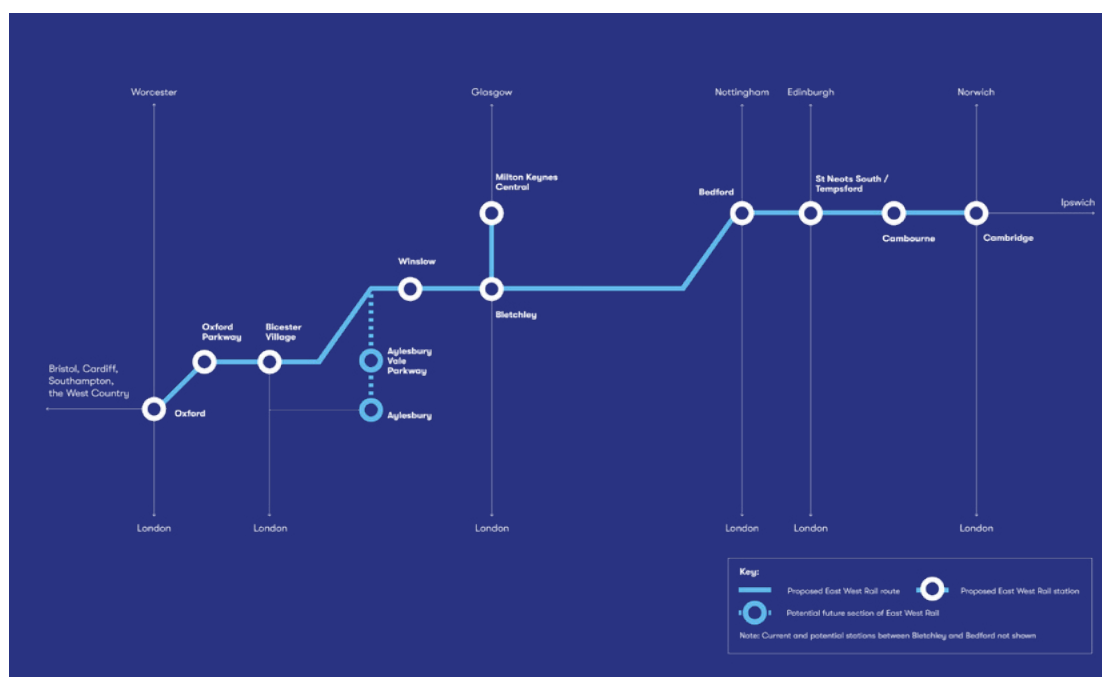 Worcester
Glasgow
Nottingham
Edinburgh
Norwich
Milton Keynes
Central
Bedford
St Neots South /
Tempsford
Ipswich
Cambourne
Cambridge
Winslow
Bletchley
Oxford
Parkway
Bicester
Village
Aylesbury
Vale
Parkway
Bristol, Cardiff,
Southampton,
the West Country
Oxford
Aylesbury
London
London
London
London
London
London
Key:
Proposed East West Rail route
Proposed East West Rail station
Potential future section of East West Rail
Note: Current and potential stations between Bletchley and Bedford not shown